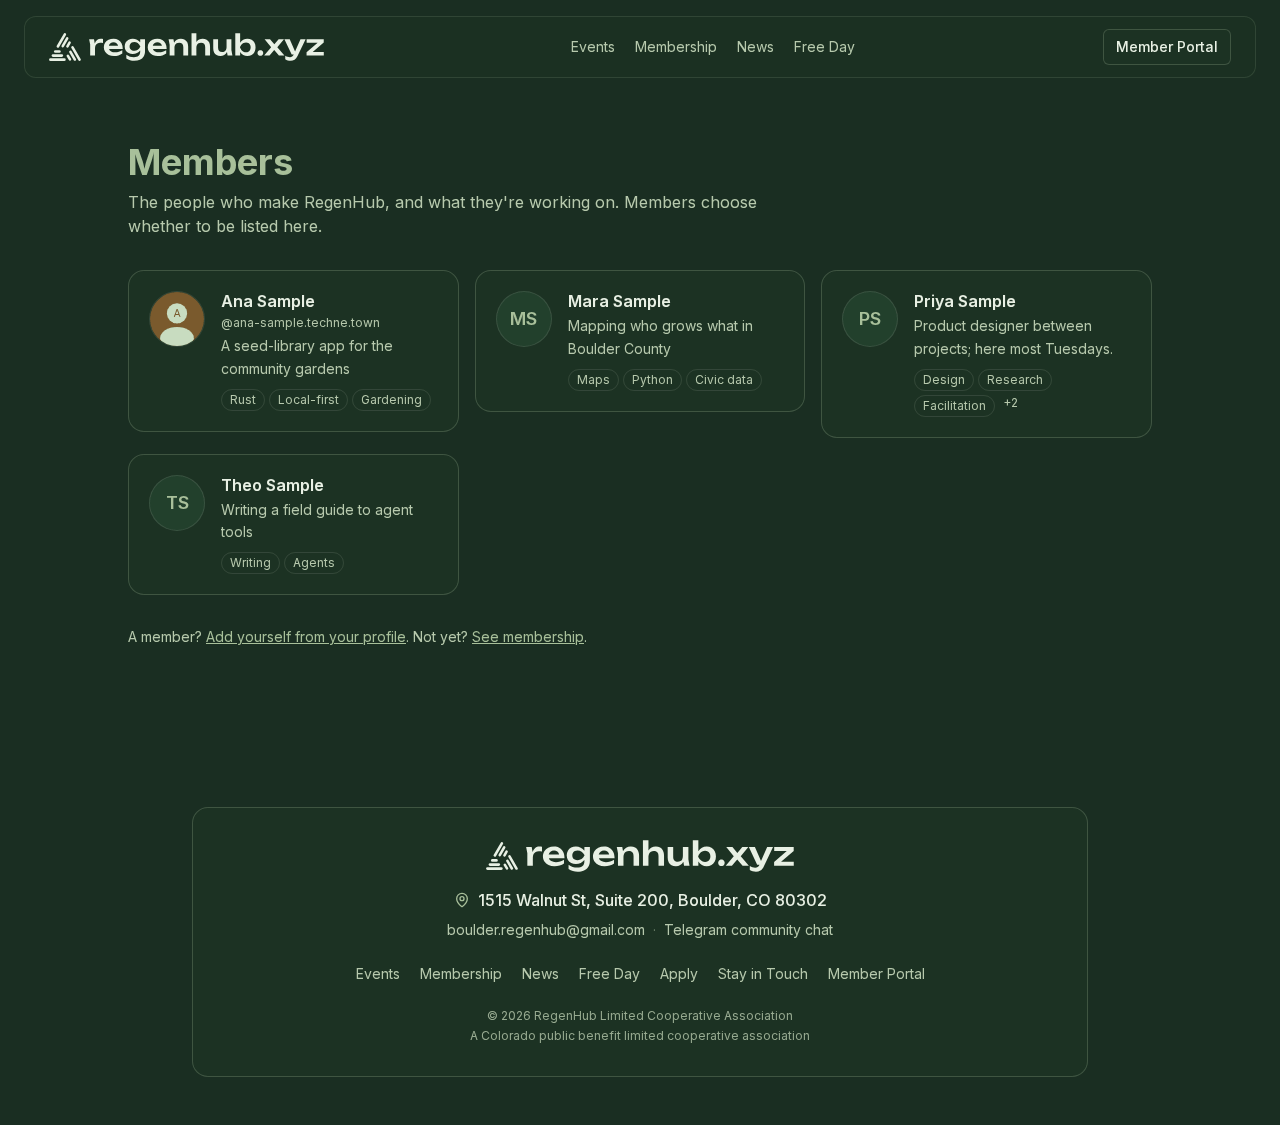 regenhub.xyz
Events Membership News Free Day
Member Portal
Members
The people who make RegenHub, and what they're working on. Members choose
whether to be listed here.
A
Ana Sample
@ana-sample.techne.town
A seed-library app for the
community gardens
Rust Local-first Gardening
MS
Mara Sample
Mapping who grows what in
Boulder County
Maps Python Civic data
PS
Priya Sample
Product designer between
projects; here most Tuesdays.
Design Research
Facilitation +2
TS
Theo Sample
Writing a field guide to agent
tools
Writing Agents
A member? Add yourself from your profile. Not yet? See membership.
regenhub.xyz
1515 Walnut St, Suite 200, Boulder, CO 80302
boulder.regenhub@gmail.com · Telegram community chat
Events Membership News Free Day Apply Stay in Touch Member Portal
© 2026 RegenHub Limited Cooperative Association
A Colorado public benefit limited cooperative association